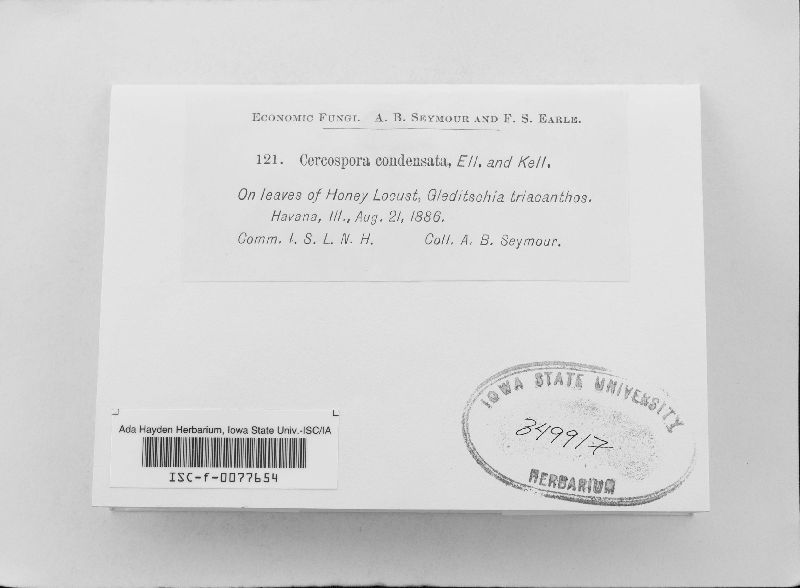 Economic Fungi. A. B. Seymour and F. S. Earle.
121. Cercospora condensata, Ell. and Kell.
On leaves of Honey Locust, Gleditschia triacanthos.
Havana, Ill., Aug. 21, 1886.
Comm. I. S. L. N. H. Coll. A. B. Seymour.
IOWA STATE UNIVERSITY
349917
HERBARIUM
Ada Hayden Herbarium, Iowa State Univ.-ISC/IA
ISC-f-0077654